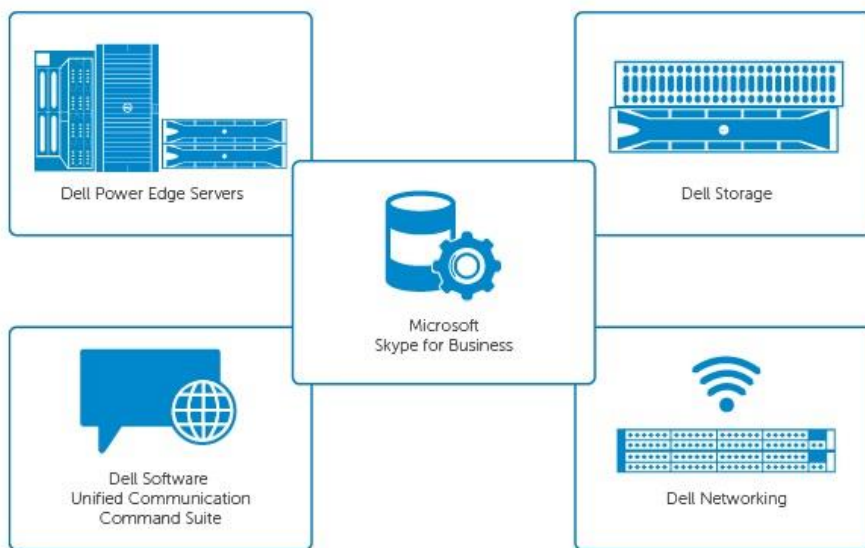 Dell Power Edge Servers
Dell Storage
Microsoft
Skype for Business
Dell Software
Unified Communication
Command Suite
Dell Networking